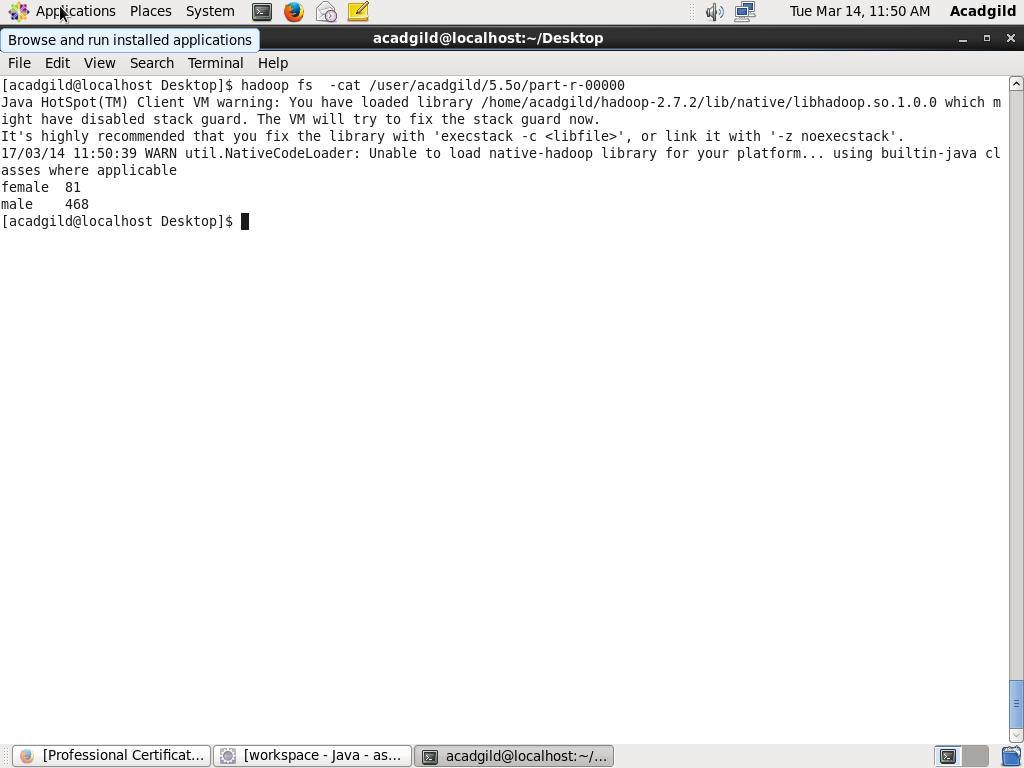 Applications Places System Tue Mar 14, 11:50 AM Acadgild
Browse and run installed applications
acadgild@localhost:~/Desktop
File Edit View Search Terminal Help
[acadgild@localhost Desktop]$ hadoop fs  -cat /user/acadgild/5.5o/part-r-00000
Java HotSpot(TM) Client VM warning: You have loaded library /home/acadgild/hadoop-2.7.2/lib/native/libhadoop.so.1.0.0 which m
ight have disabled stack guard. The VM will try to fix the stack guard now.
It's highly recommended that you fix the library with 'execstack -c <libfile>', or link it with '-z noexecstack'.
17/03/14 11:50:39 WARN util.NativeCodeLoader: Unable to load native-hadoop library for your platform... using builtin-java cl
asses where applicable
female  81
male    468
[acadgild@localhost Desktop]$
[Professional Certificat... [workspace - Java - as... acadgild@localhost:~/...